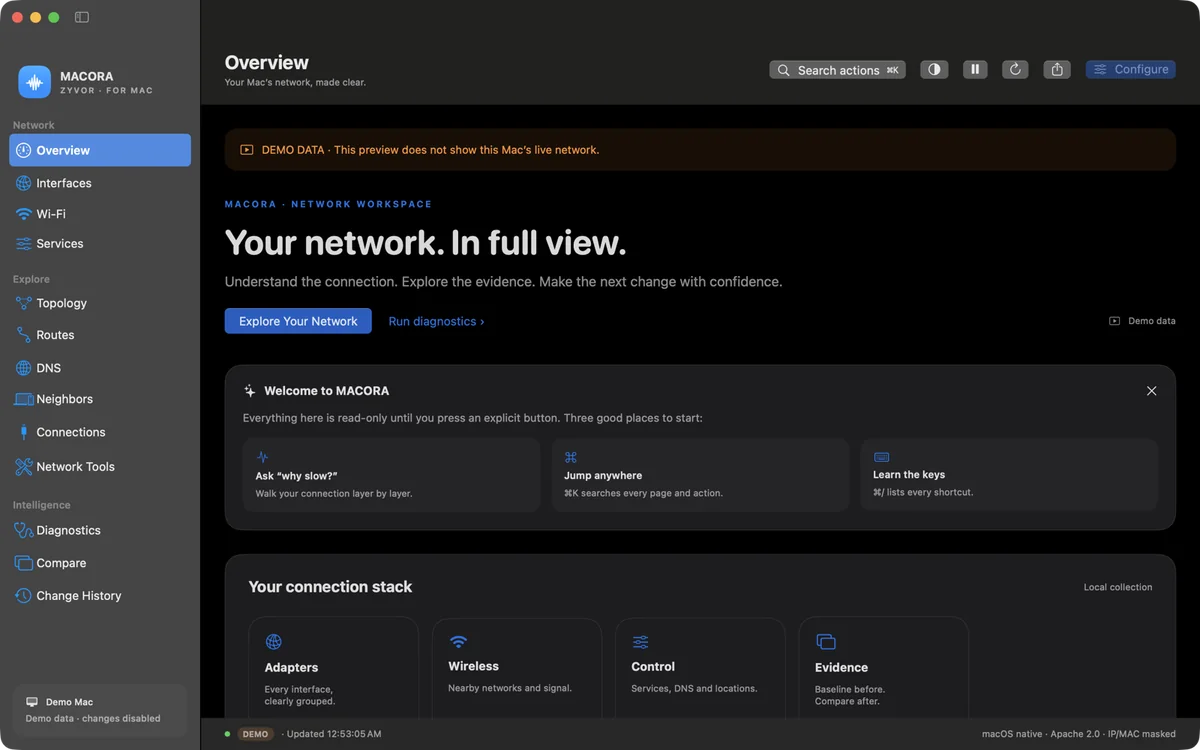 MACORA
ZYVOR · FOR MAC
Network
Overview
Interfaces
Wi-Fi
Services
Explore
Topology
Routes
DNS
Neighbors
Connections
Network Tools
Intelligence
Diagnostics
Compare
Change History
Demo Mac
Demo data · changes disabled
Overview
Your Mac's network, made clear.
Search actions ⌘K
Configure
DEMO DATA · This preview does not show this Mac's live network.
MACORA · NETWORK WORKSPACE
Your network. In full view.
Understand the connection. Explore the evidence. Make the next change with confidence.
Explore Your Network
Run diagnostics ›
Demo data
Welcome to MACORA
Everything here is read-only until you press an explicit button. Three good places to start:
Ask “why slow?”
Walk your connection layer by layer.
Jump anywhere
⌘K searches every page and action.
Learn the keys
⌘/ lists every shortcut.
Your connection stack
Local collection
Adapters
Every interface,
clearly grouped.
Wireless
Nearby networks and signal.
Control
Services, DNS and locations.
Evidence
Baseline before.
Compare after.
DEMO · Updated 12:53:05 AM
macOS native · Apache 2.0 · IP/MAC masked